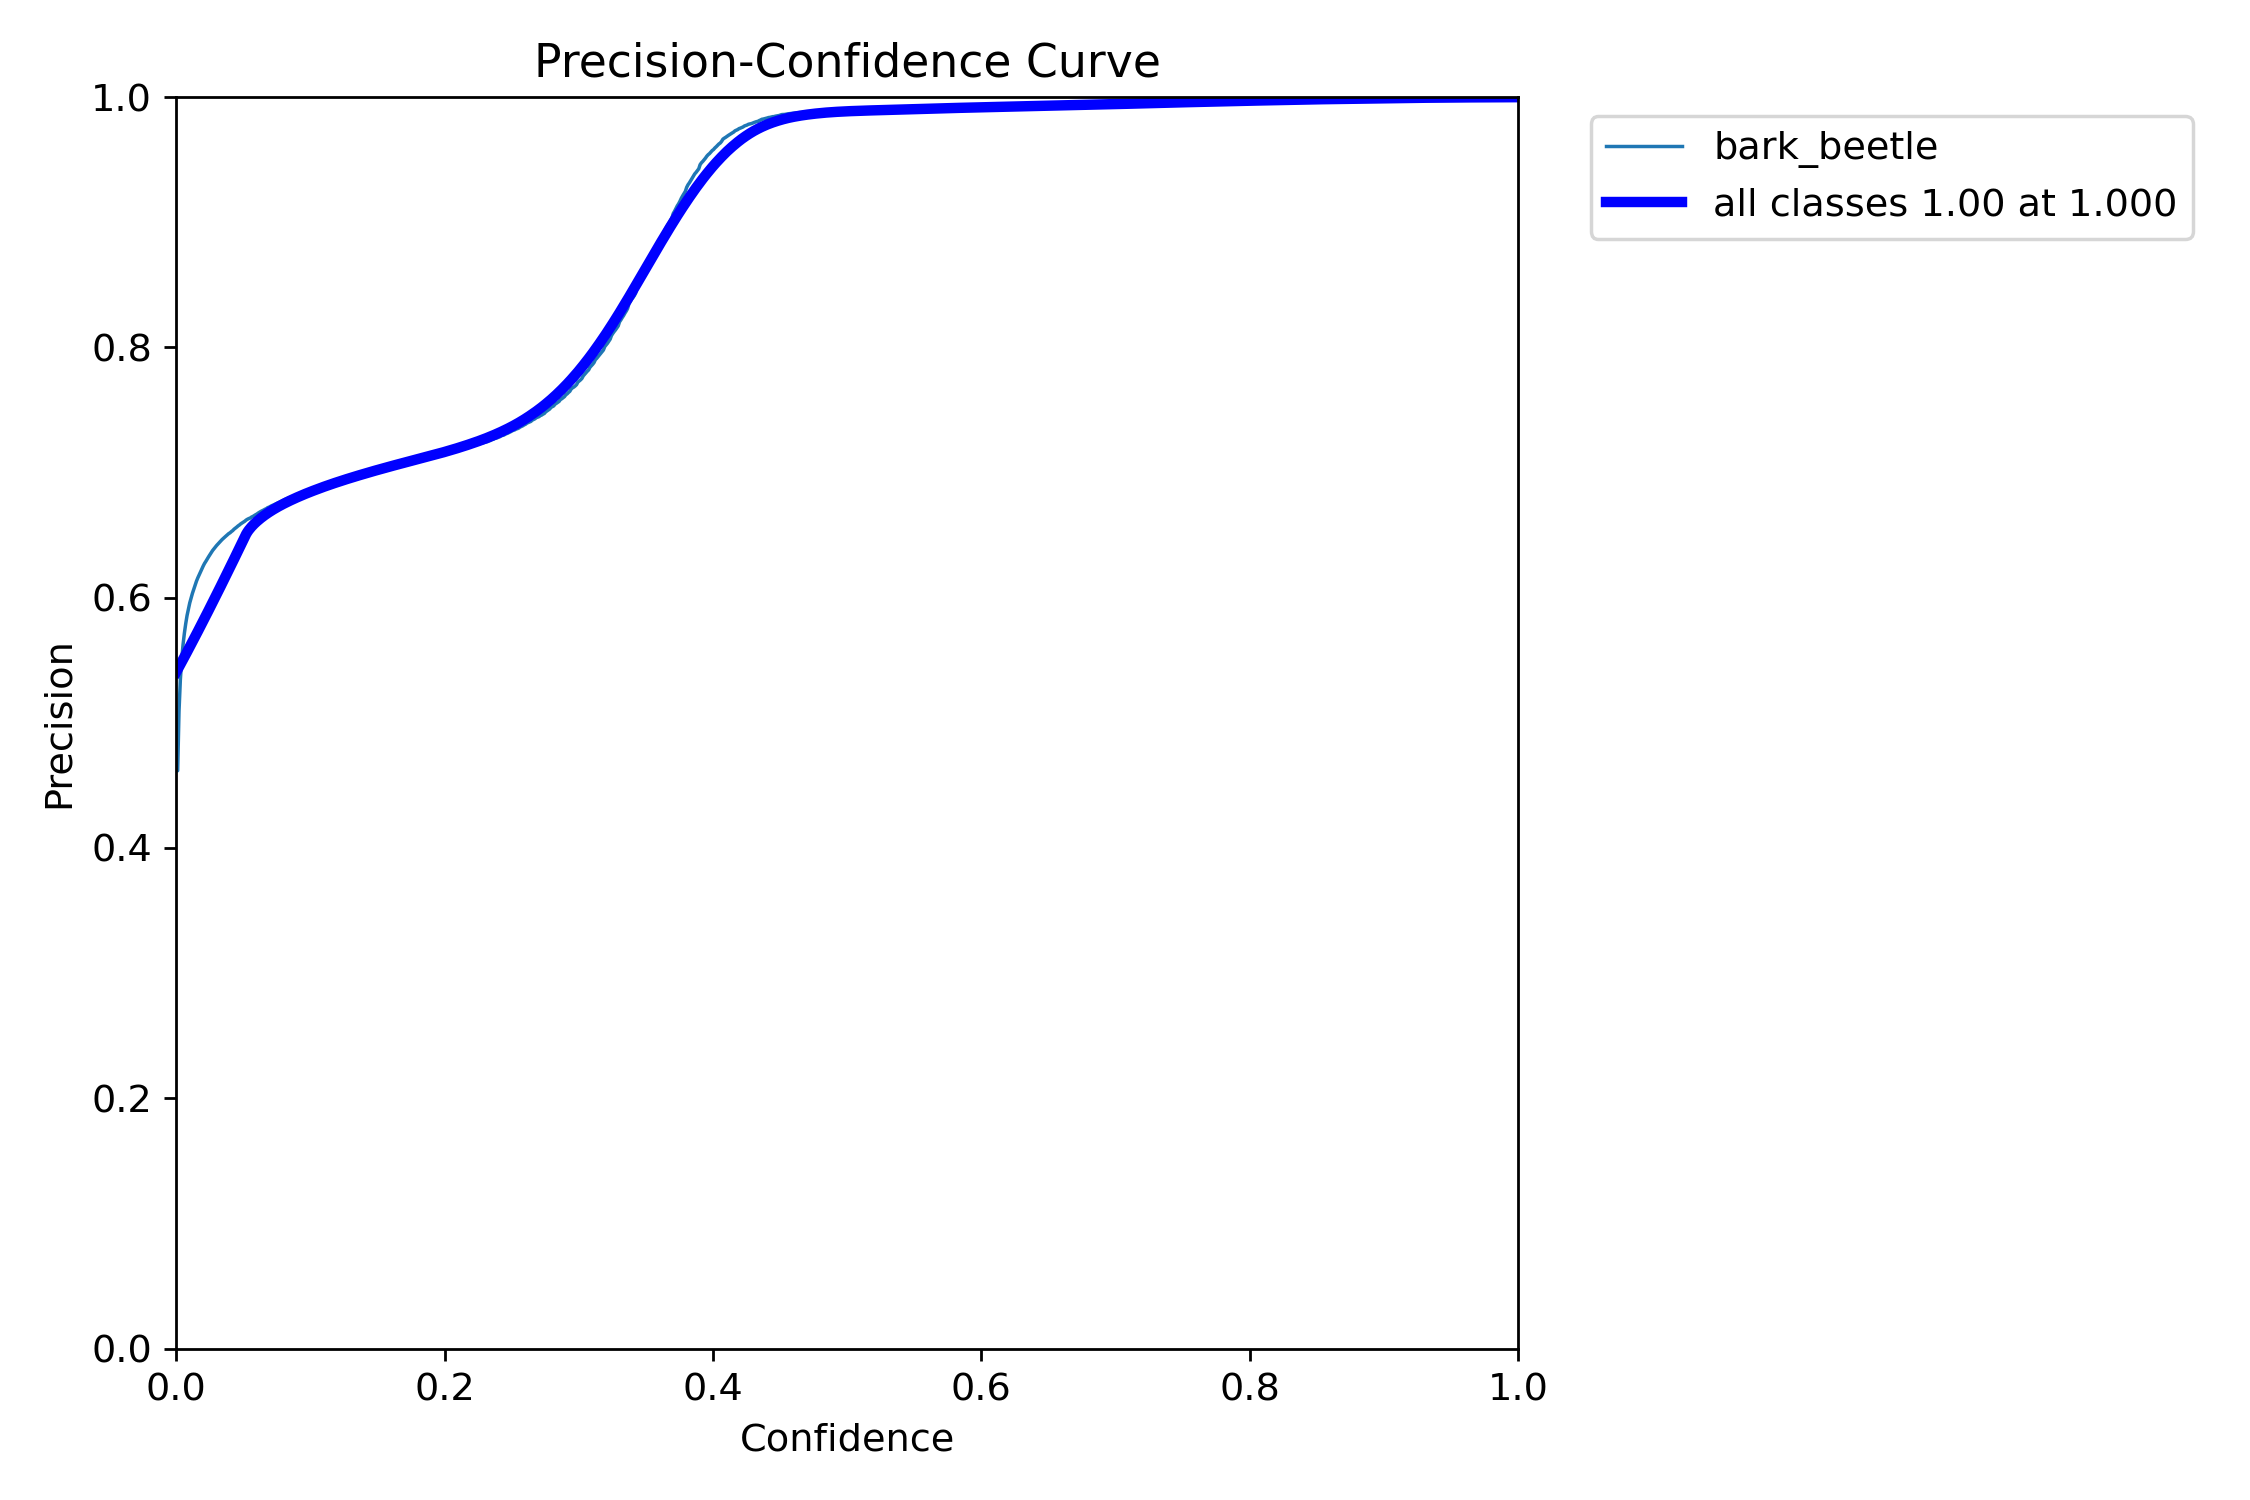 Precision-Confidence Curve
1.0
0.8
0.6
0.4
0.2
0.0
Precision
0.0 0.2 0.4 0.6 0.8 1.0
Confidence
bark_beetle
all classes 1.00 at 1.000